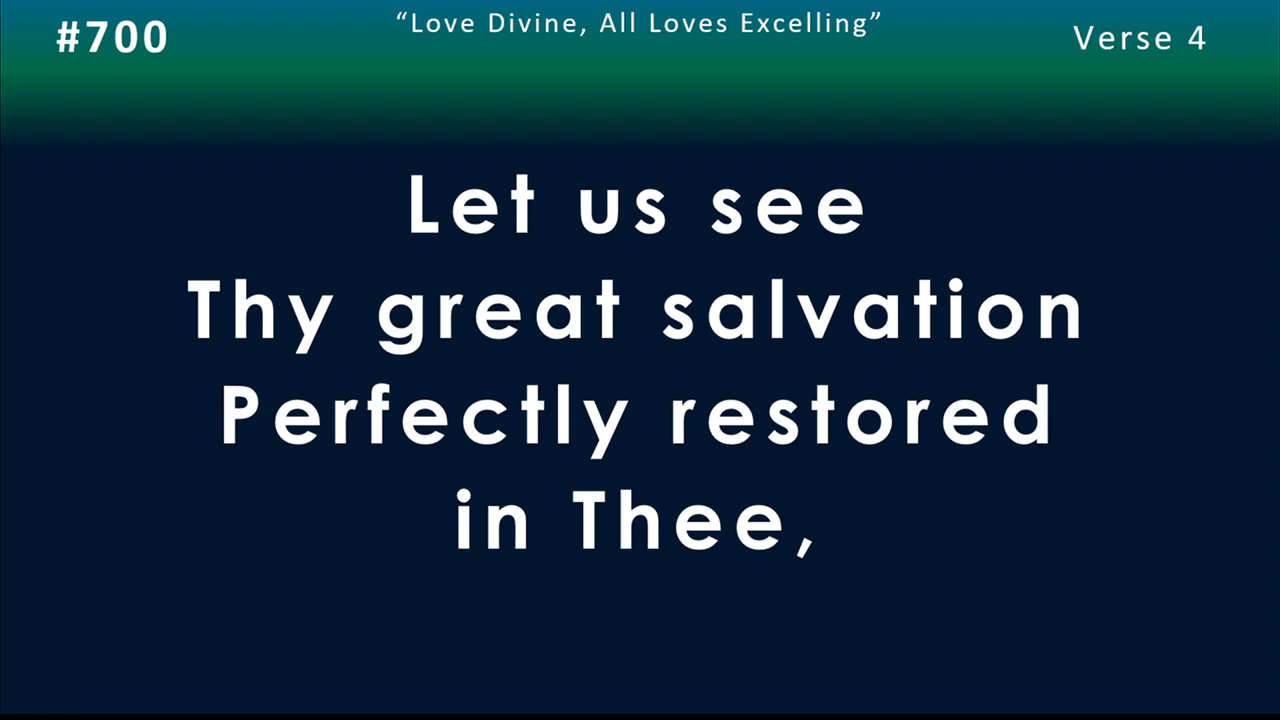 #700
“Love Divine, All Loves Excelling”
Verse 4
Let us see
Thy great salvation
Perfectly restored
in Thee,